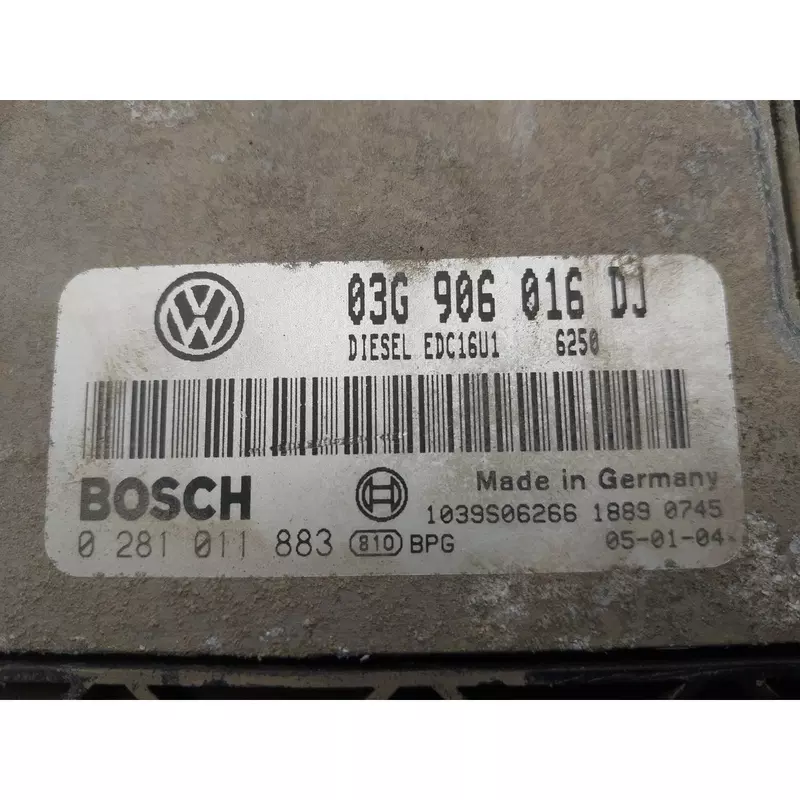 03G 906 016 DJ
DIESEL EDC16U1 6250
Made in Germany
BOSCH 1039S06266 1889 0745
0 281 011 883 810 BPG 05-01-04